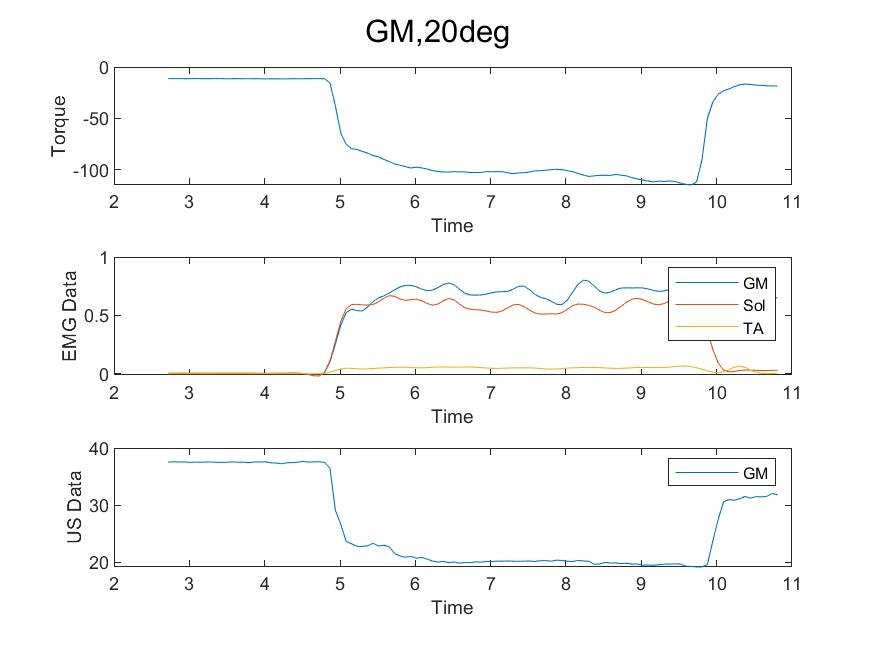 GM,20deg
0
-50
-100
Torque
2 3 4 5 6 7 8 9 10 11
Time
1
0.5
0
EMG Data
GM
Sol
TA
2 3 4 5 6 7 8 9 10 11
Time
40
30
20
US Data
GM
2 3 4 5 6 7 8 9 10 11
Time